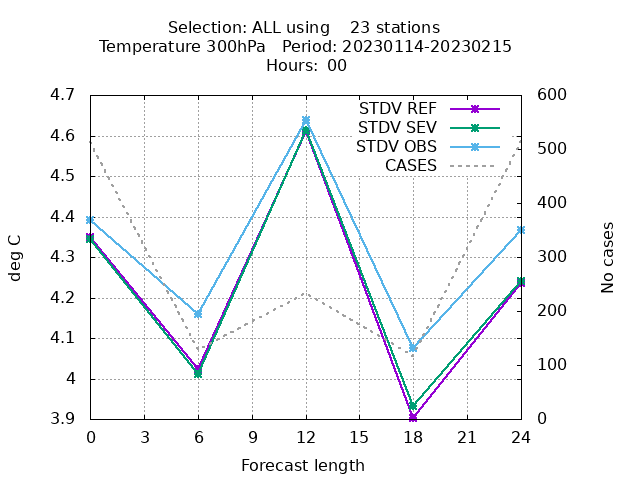 Selection: ALL using    23 stations
Temperature 300hPa   Period: 20230114-20230215
Hours:  00
4.7
4.6
4.5
4.4
4.3
4.2
4.1
4
3.9
deg C
STDV REF
STDV SEV
STDV OBS
CASES
600
500
400
300
200
100
0
No cases
0 3 6 9 12 15 18 21 24
Forecast length